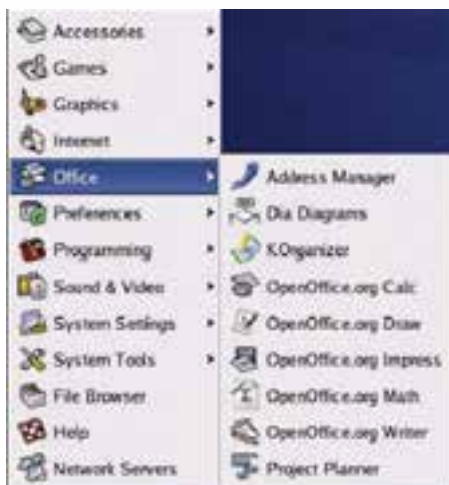 Accessories
Games
Graphics
Internet
Office
Preferences
Programming
Sound & Video
System Settings
System Tools
File Browser
Help
Network Servers
Address Manager
Dia Diagrams
KOrganizer
OpenOffice.org Calc
OpenOffice.org Draw
OpenOffice.org Impress
OpenOffice.org Math
OpenOffice.org Writer
Project Planner